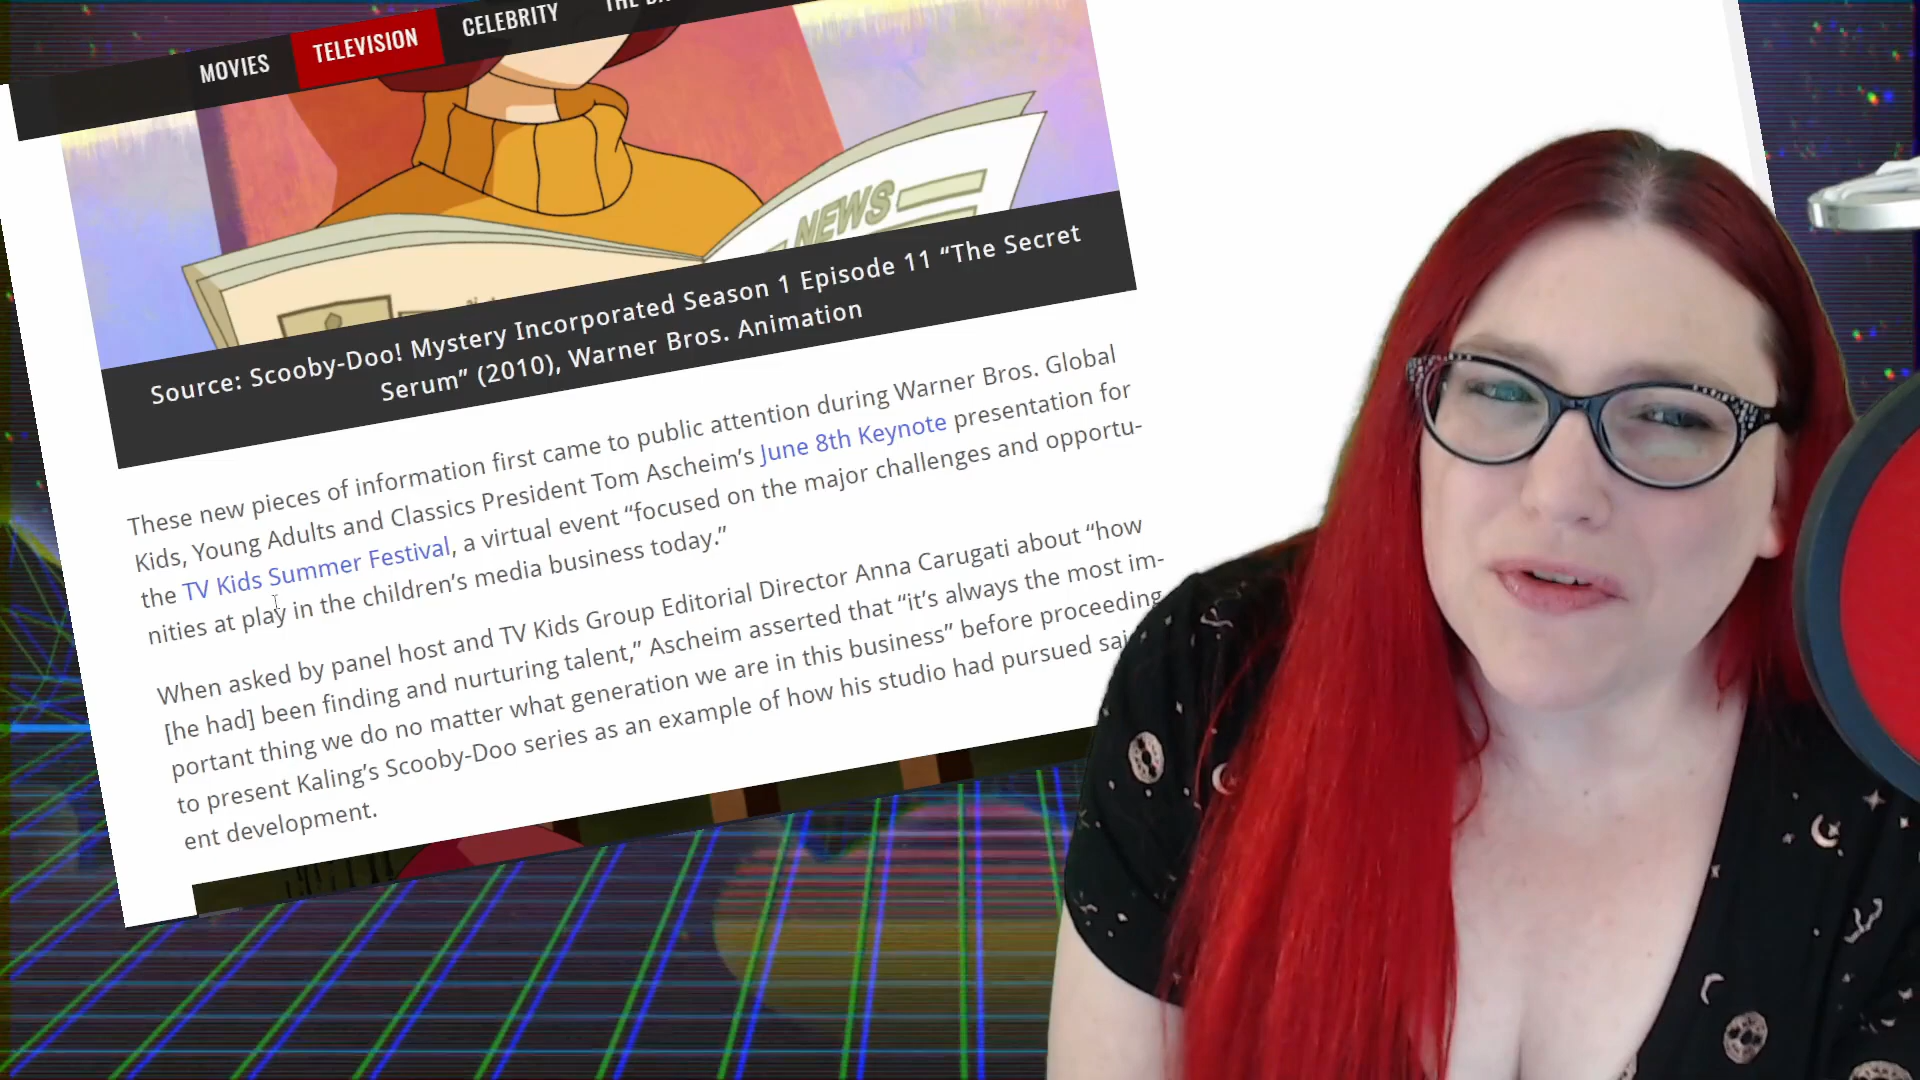 MOVIES TELEVISION CELEBRITY THE
NEWS
Source: Scooby-Doo! Mystery Incorporated Season 1 Episode 11 “The Secret
Serum” (2010), Warner Bros. Animation
These new pieces of information first came to public attention during Warner Bros. Global
Kids, Young Adults and Classics President Tom Ascheim’s June 8th Keynote presentation for
the TV Kids Summer Festival, a virtual event “focused on the major challenges and opportu-
nities at play in the children’s media business today.”
When asked by panel host and TV Kids Group Editorial Director Anna Carugati about “how
[he had] been finding and nurturing talent,” Ascheim asserted that “it’s always the most im-
portant thing we do no matter what generation we are in this business” before proceeding
to present Kaling’s Scooby-Doo series as an example of how his studio had pursued
ent development.